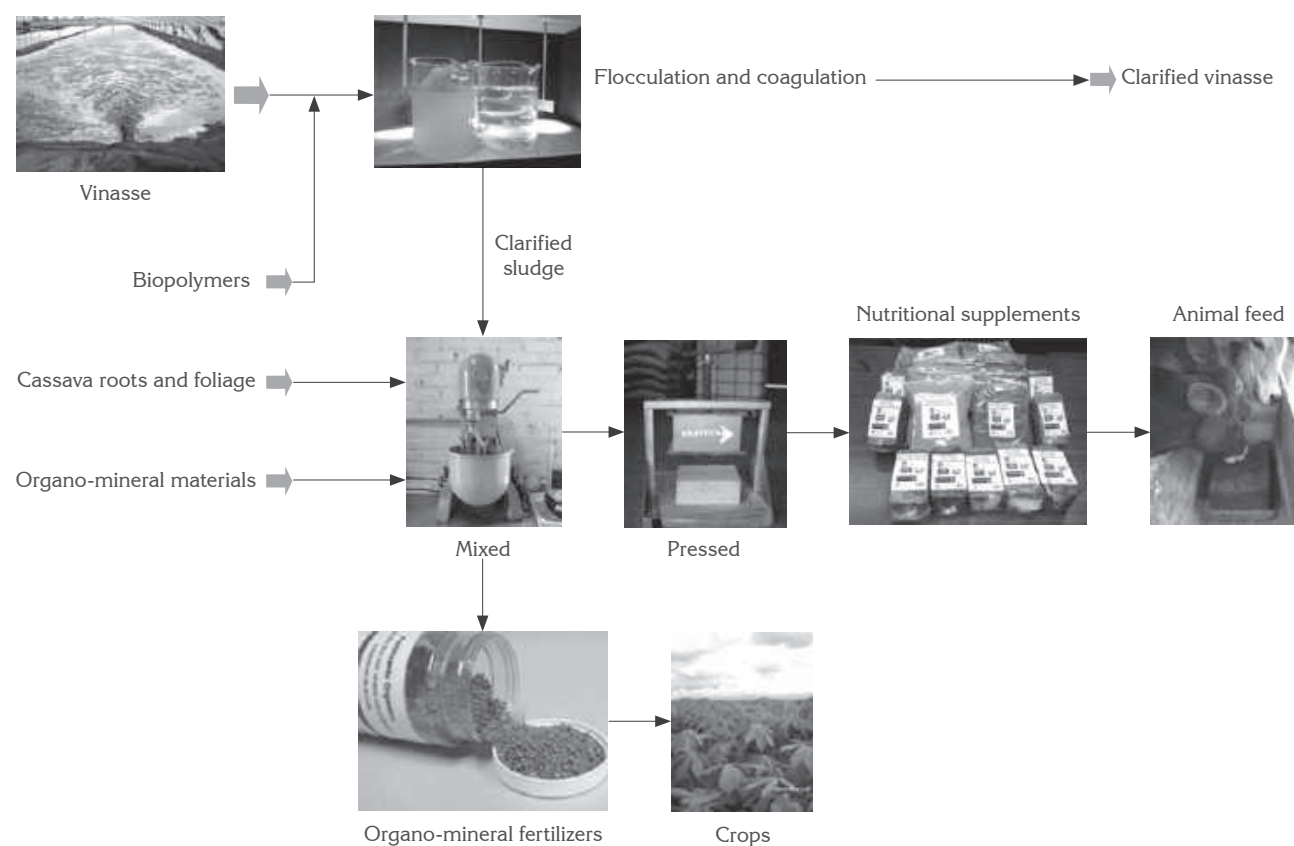 Flocculation and coagulation
Clarified vinasse
Vinasse
Clarified
sludge
Biopolymers
Nutritional supplements
Animal feed
Cassava roots and foliage
Organo-mineral materials
Mixed
Pressed
Organo-mineral fertilizers
Crops